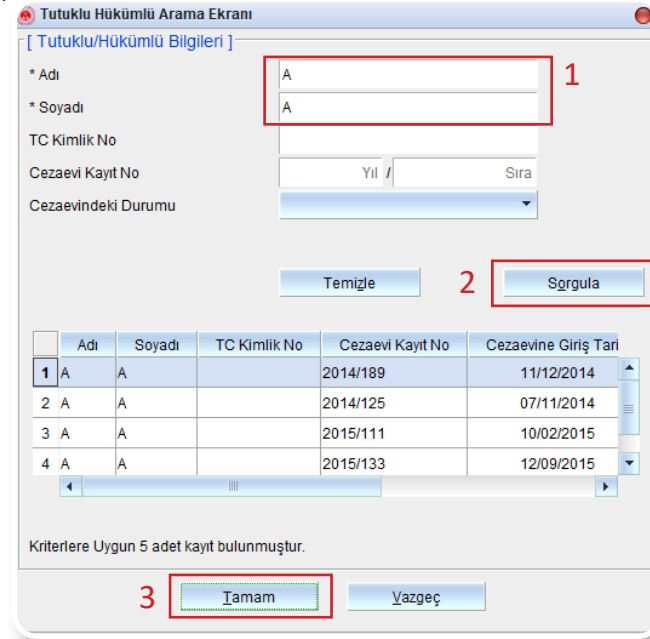 Tutuklu Hükümlü Arama Ekranı
[ Tutuklu/Hükümlü Bilgileri ]
* Adı A 1
* Soyadı A
TC Kimlik No
Cezaevi Kayıt No Yıl / Sıra
Cezaevindeki Durumu
Temizle 2 Sorgula
Adı Soyadı TC Kimlik No Cezaevi Kayıt No Cezaevine Giriş Tari
1 A A 2014/189 11/12/2014
2 A A 2014/125 07/11/2014
3 A A 2015/111 10/02/2015
4 A A 2015/133 12/09/2015
Kriterlere Uygun 5 adet kayıt bulunmuştur.
3 Tamam Vazgeç